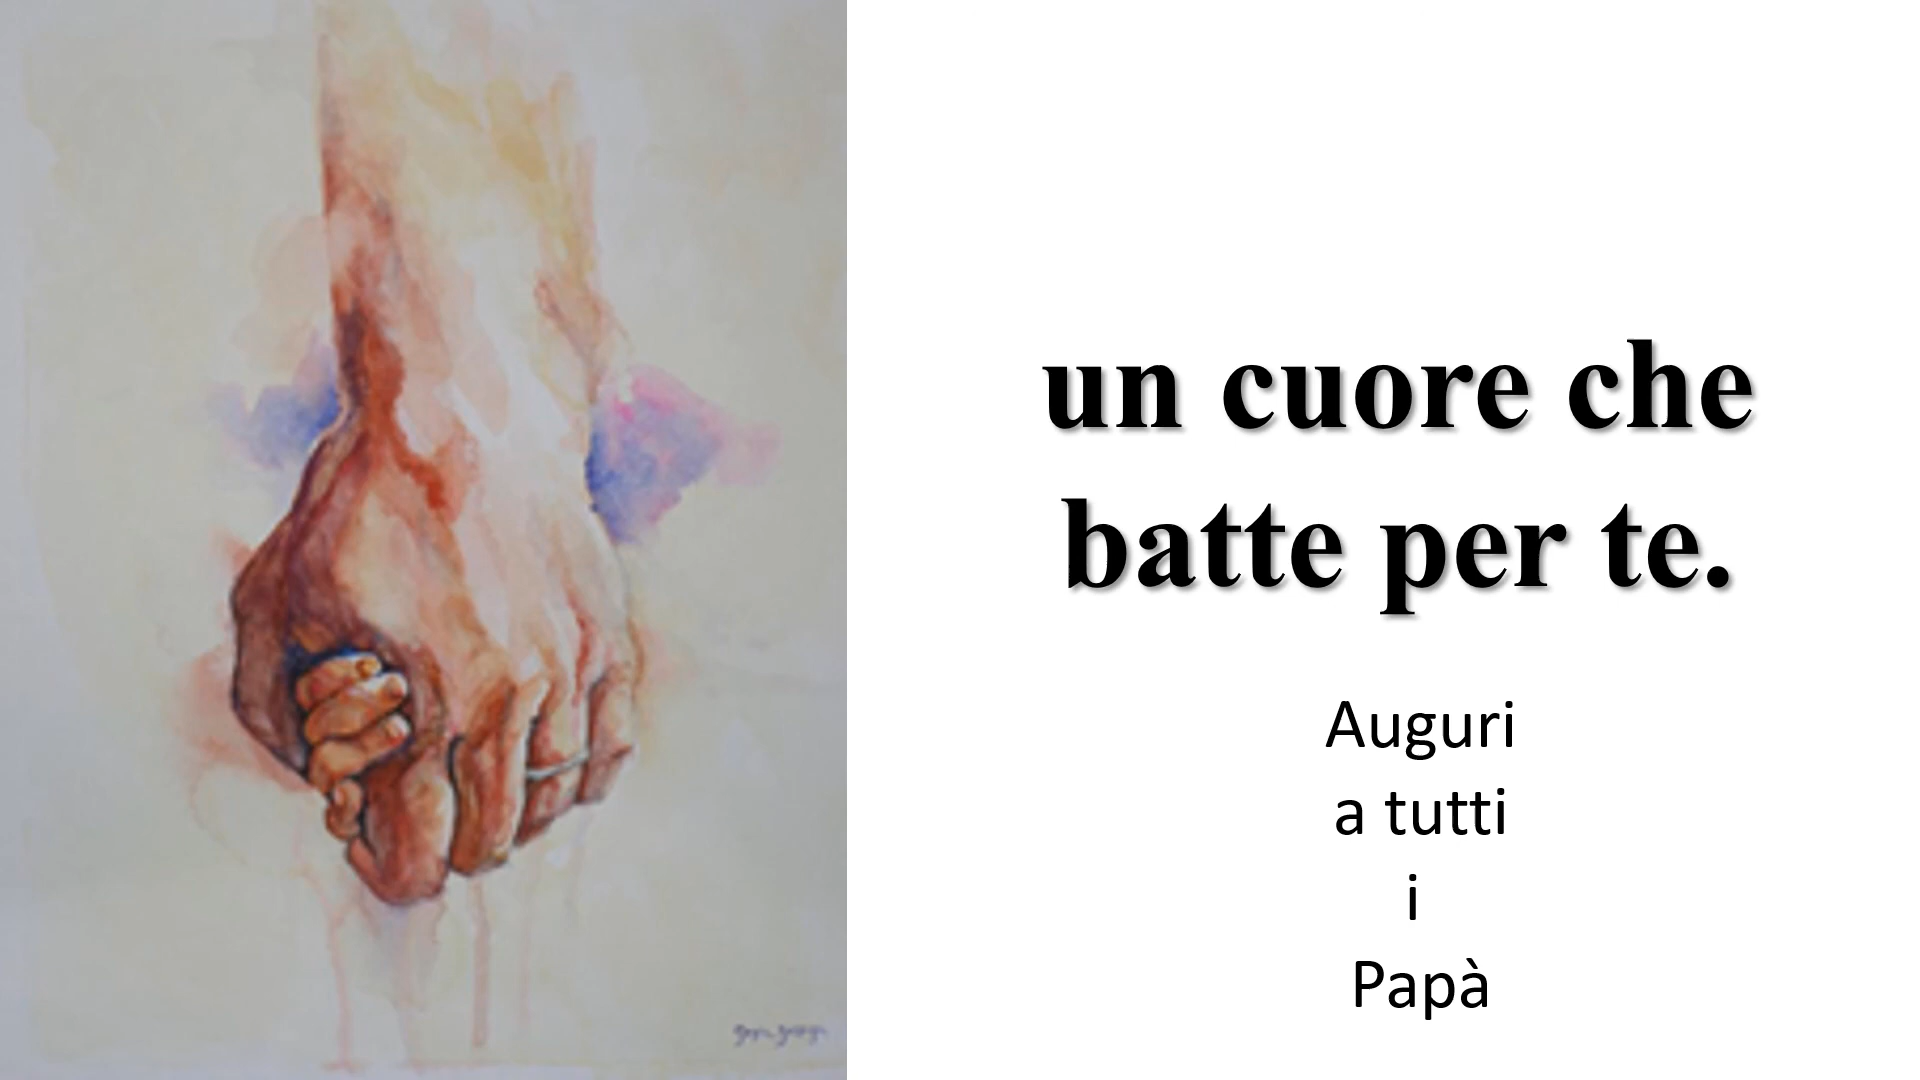 un cuore che
batte per te.
Auguri
a tutti
i
Papà